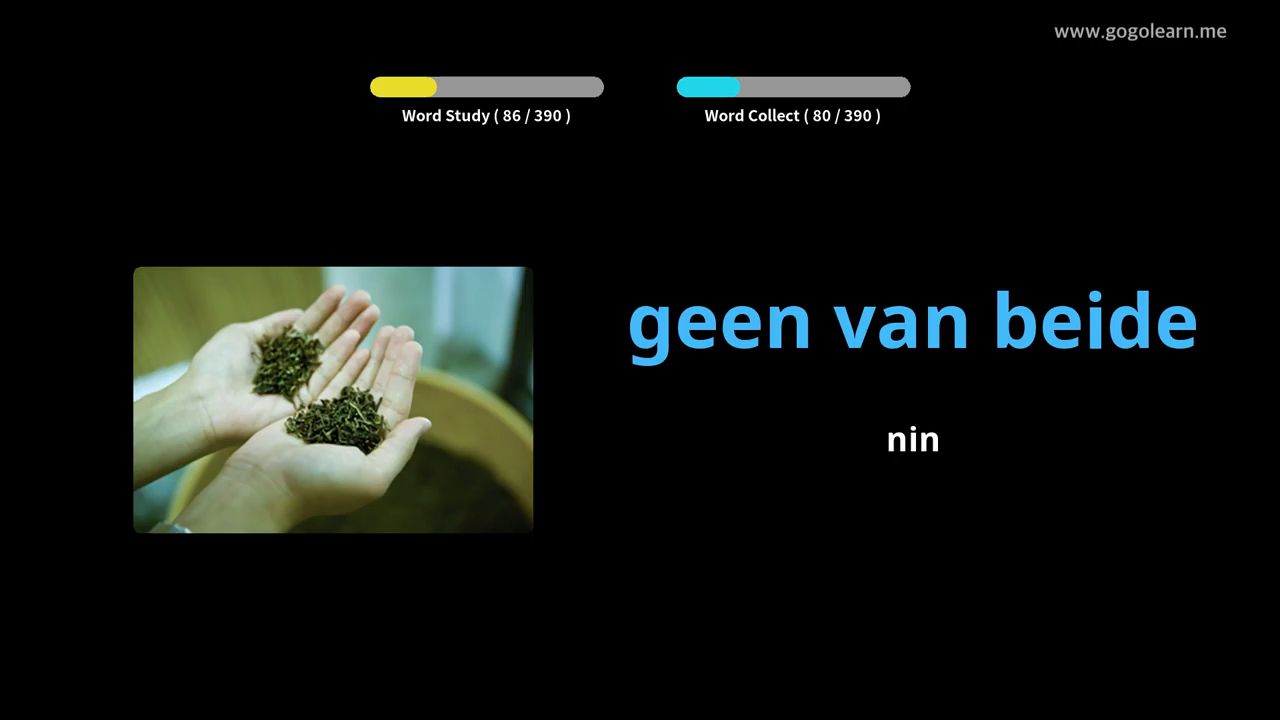 www.gogolearn.me
Word Study ( 86 / 390 )
Word Collect ( 80 / 390 )
geen van beide
nin